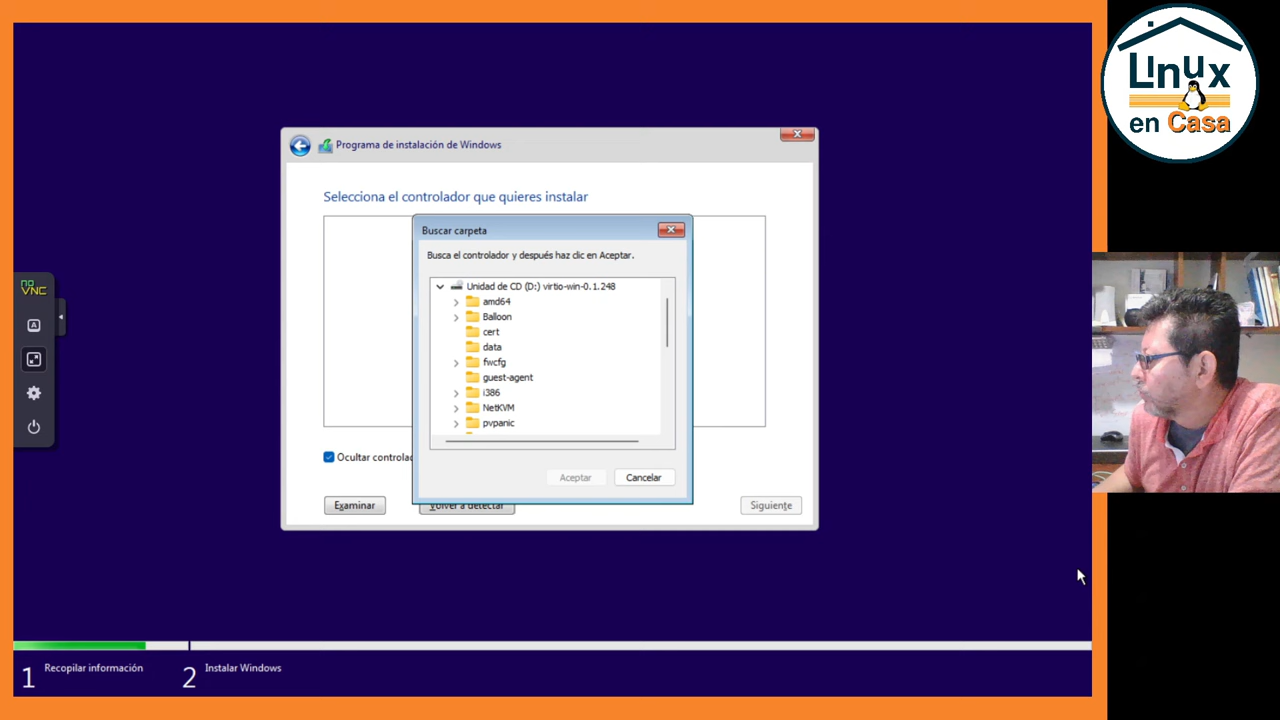 Linux
en Casa
Programa de instalación de Windows
Selecciona el controlador que quieres instalar
Buscar carpeta
Busca el controlador y después haz clic en Aceptar.
Unidad de CD (D:) virtio-win-0.1.248
amd64
Balloon
cert
data
fwcfg
guest-agent
i386
NetKVM
pvpanic
no
VNC
A
Ocultar controlad
Aceptar
Cancelar
Examinar
Volver a detectar
Siguiente
1 Recopilar información
2 Instalar Windows